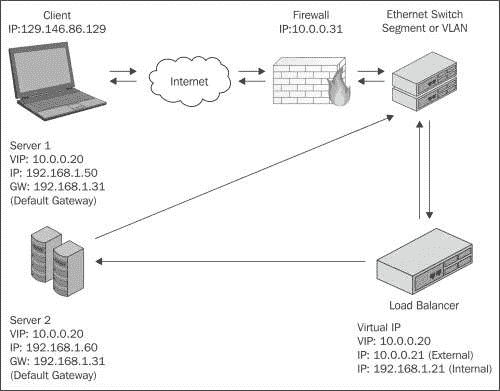 Client
IP:129.146.86.129
Firewall
IP:10.0.0.31
Ethernet Switch
Segment or VLAN
Internet
Server 1
VIP: 10.0.0.20
IP: 192.168.1.50
GW: 192.168.1.31
(Default Gateway)
Load Balancer
Server 2
VIP: 10.0.0.20
IP: 192.168.1.60
GW: 192.168.1.31
(Default Gateway)
Virtual IP
VIP: 10.0.0.20
IP: 10.0.0.21 (External)
IP: 192.168.1.21 (Internal)